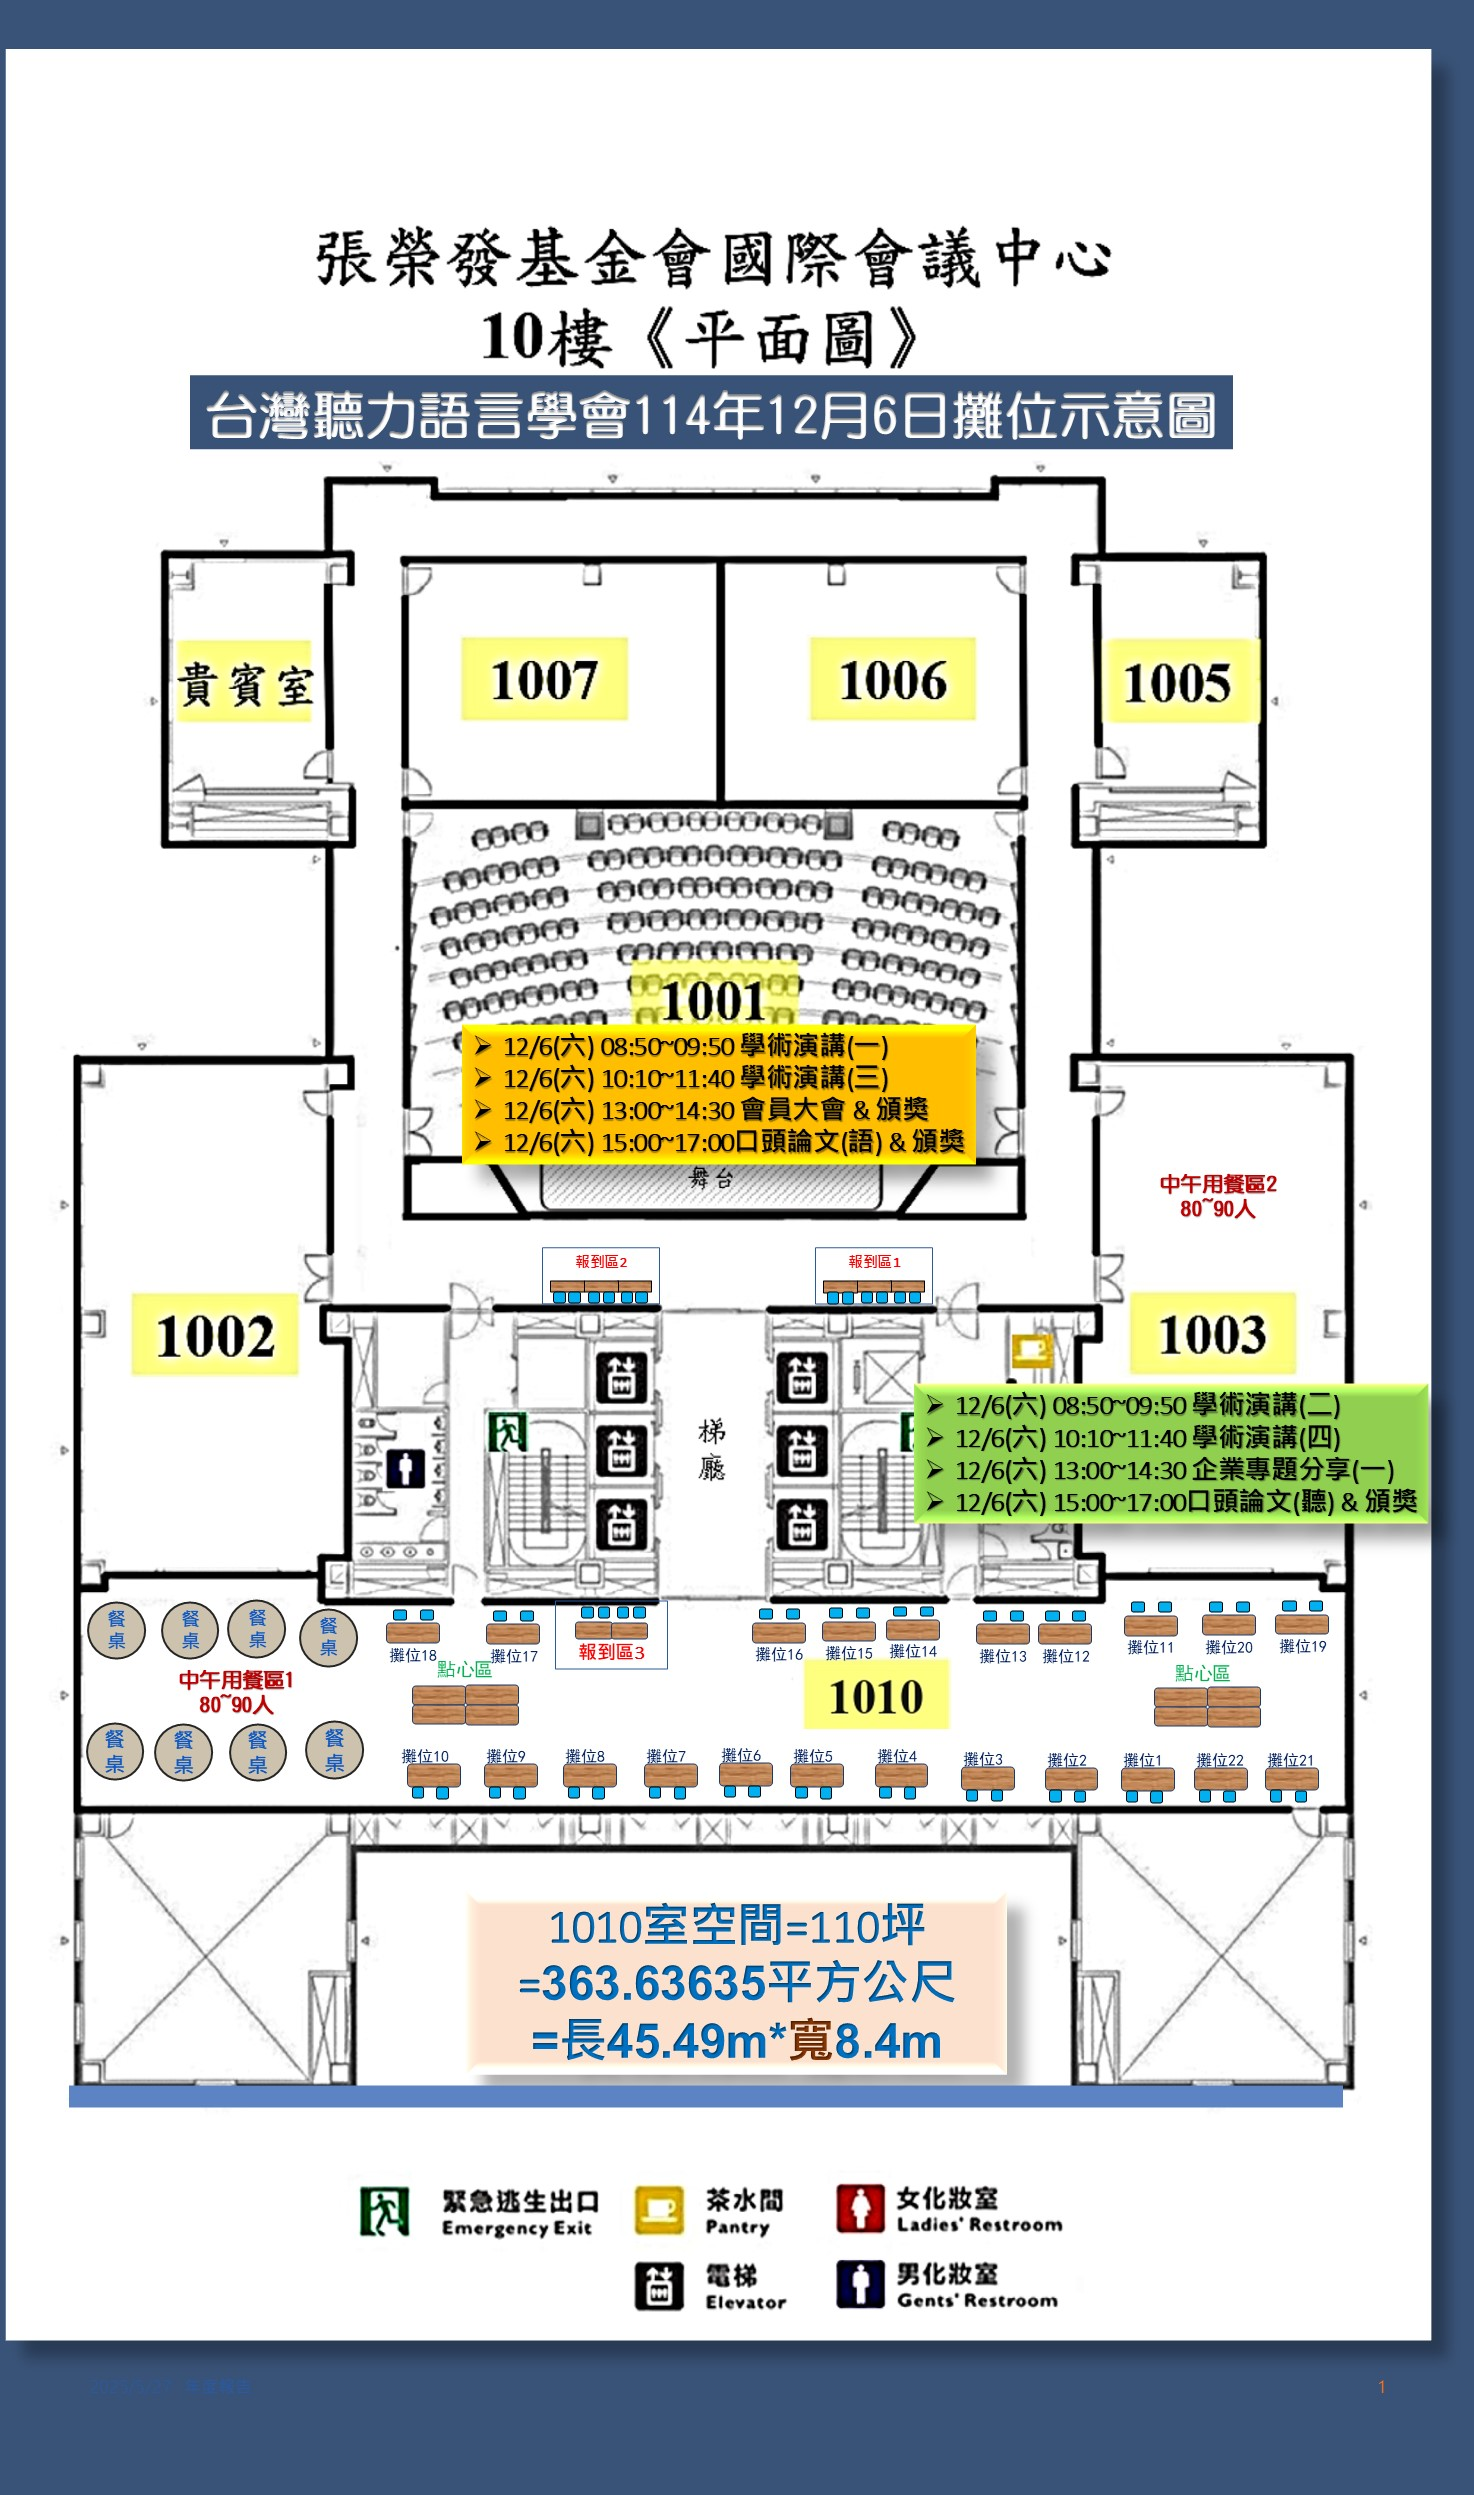 張榮發基金會國際會議中心
10樓《平面圖》
台灣聽力語言學會114年12月6日攤位示意圖
貴賓室
1007
1006
1005
1001
➢ 12/6(六) 08:50~09:50 學術演講(一)
➢ 12/6(六) 10:10~11:40 學術演講(三)
➢ 12/6(六) 13:00~14:30 會員大會 & 頒獎
➢ 12/6(六) 15:00~17:00口頭論文(語) & 頒獎
舞台
中午用餐區2
80~90人
報到區2
報到區1
1002
1003
梯廳
➢ 12/6(六) 08:50~09:50 學術演講(二)
➢ 12/6(六) 10:10~11:40 學術演講(四)
➢ 12/6(六) 13:00~14:30 企業專題分享(一)
➢ 12/6(六) 15:00~17:00口頭論文(聽) & 頒獎
餐桌
餐桌
餐桌
餐桌
攤位18
攤位17
報到區3
攤位16
攤位15
攤位14
攤位13
攤位12
攤位11
攤位20
攤位19
點心區
點心區
中午用餐區1
80~90人
1010
餐桌
餐桌
餐桌
餐桌
攤位10
攤位9
攤位8
攤位7
攤位6
攤位5
攤位4
攤位3
攤位2
攤位1
攤位22
攤位21
1010室空間=110坪
=363.63635平方公尺
=長45.49m*寬8.4m
緊急逃生出口
Emergency Exit
茶水間
Pantry
女化妝室
Ladies' Restroom
電梯
Elevator
男化妝室
Gents' Restroom
1